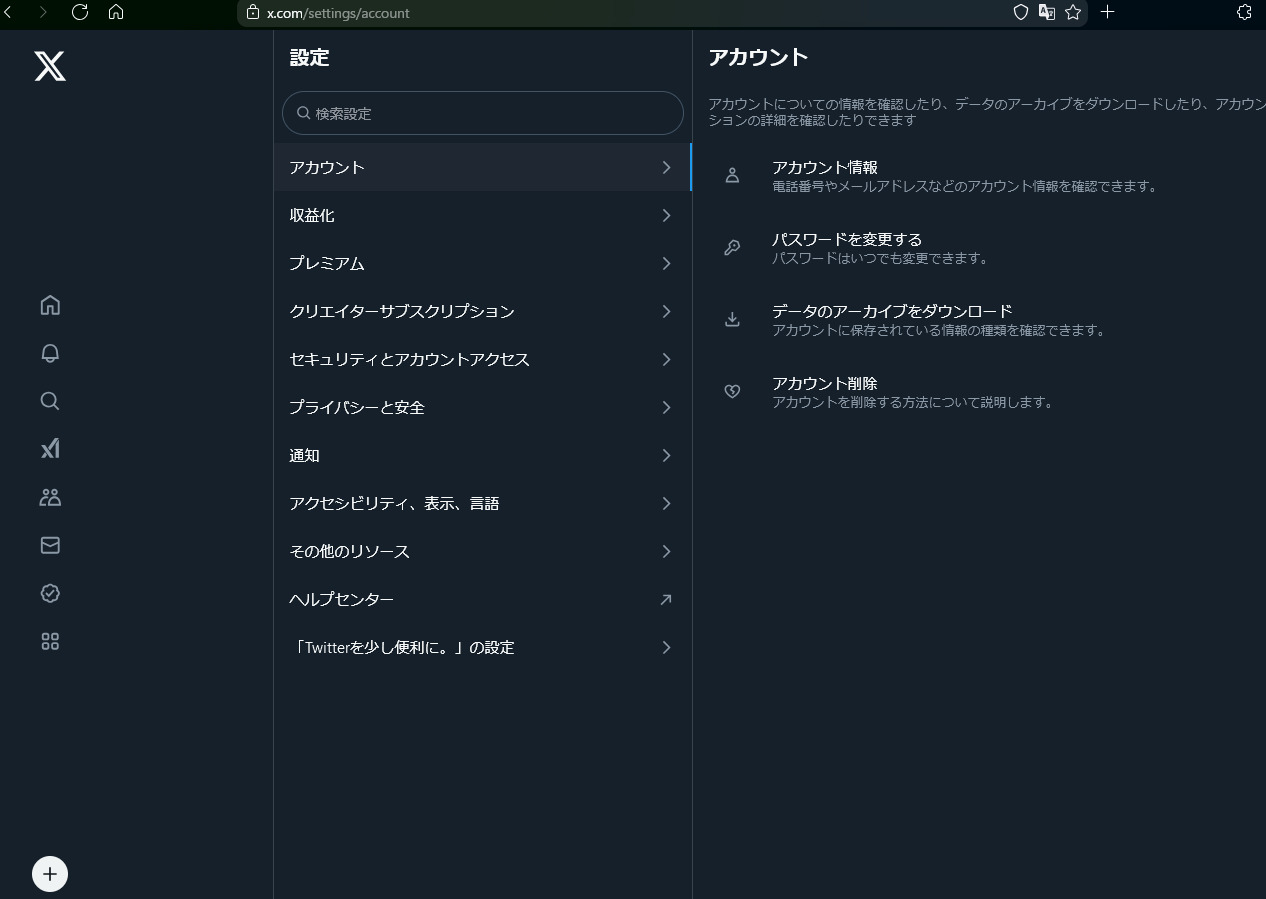 x.com/settings/account
設定
検索設定
アカウント
収益化
プレミアム
クリエイターサブスクリプション
セキュリティとアカウントアクセス
プライバシーと安全
通知
アクセシビリティ、表示、言語
その他のリソース
ヘルプセンター
「Twitterを少し便利に。」の設定
アカウント
アカウントについての情報を確認したり、データのアーカイブをダウンロードしたり、アカウン
ションの詳細を確認したりできます
アカウント情報
電話番号やメールアドレスなどのアカウント情報を確認できます。
パスワードを変更する
パスワードはいつでも変更できます。
データのアーカイブをダウンロード
アカウントに保存されている情報の種類を確認できます。
アカウント削除
アカウントを削除する方法について説明します。